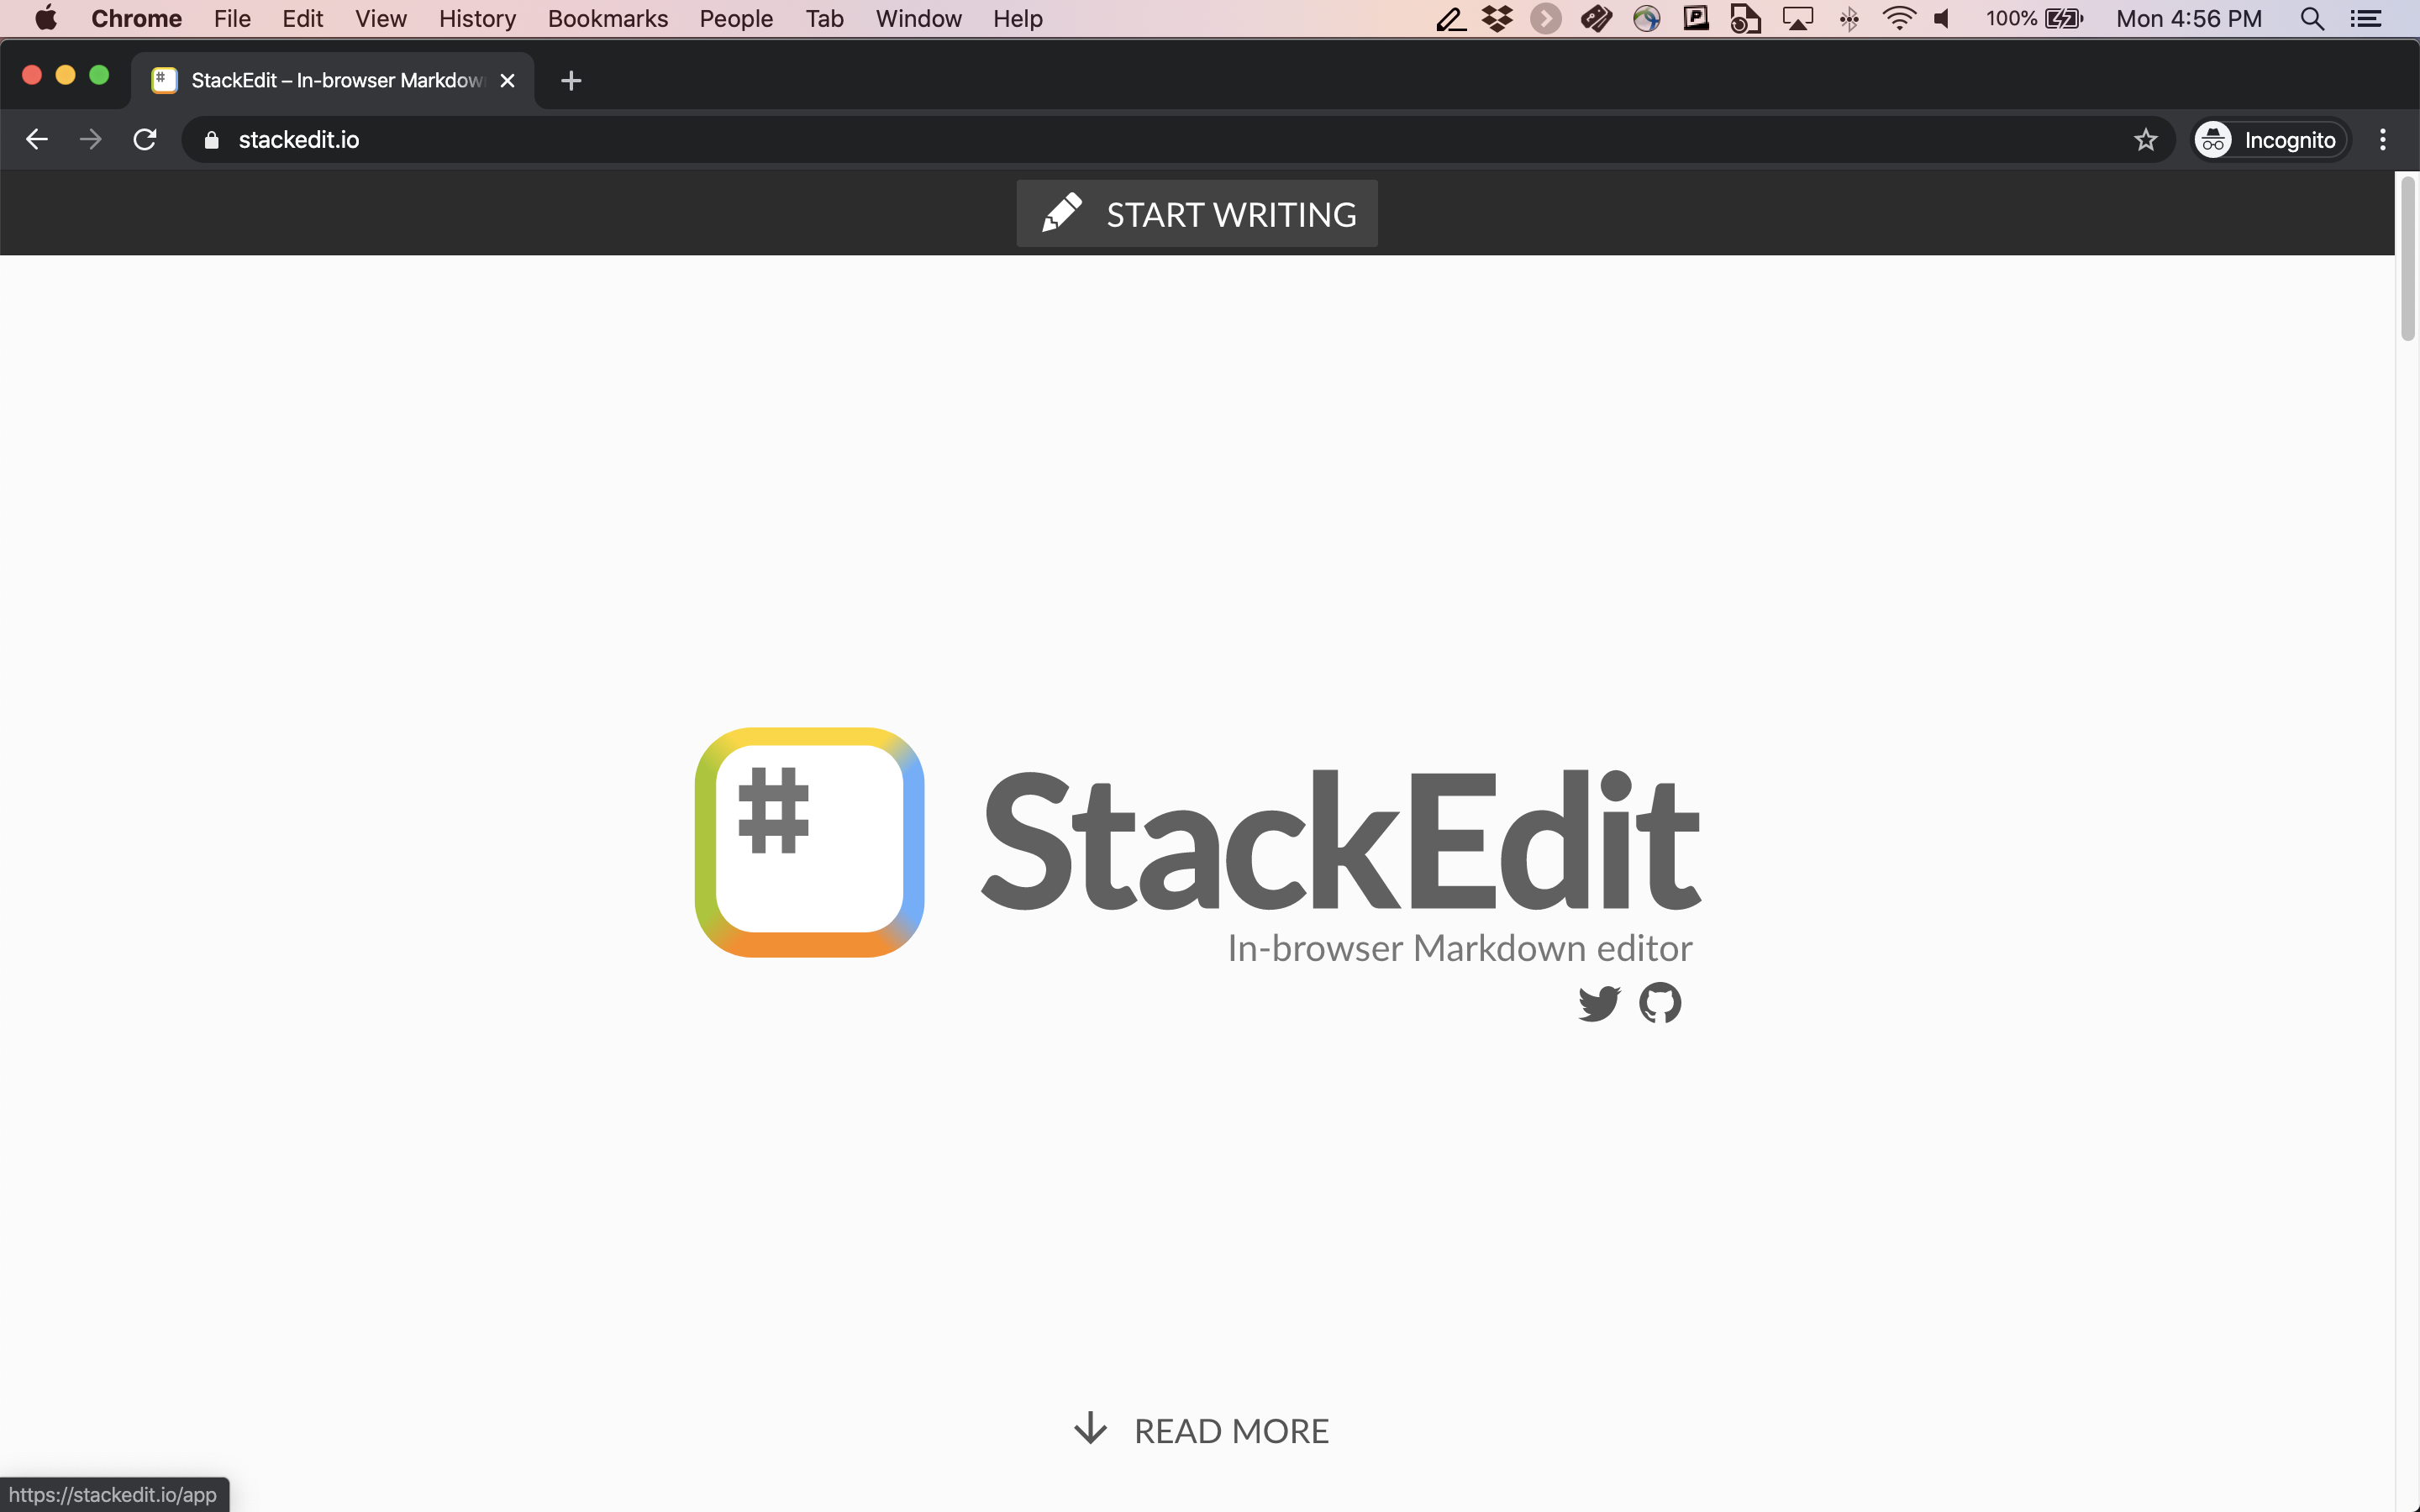 Chrome File Edit View History Bookmarks People Tab Window Help 100% Mon 4:56 PM
StackEdit – In-browser Markdow
stackedit.io Incognito
START WRITING
#
StackEdit
In-browser Markdown editor
READ MORE
https://stackedit.io/app